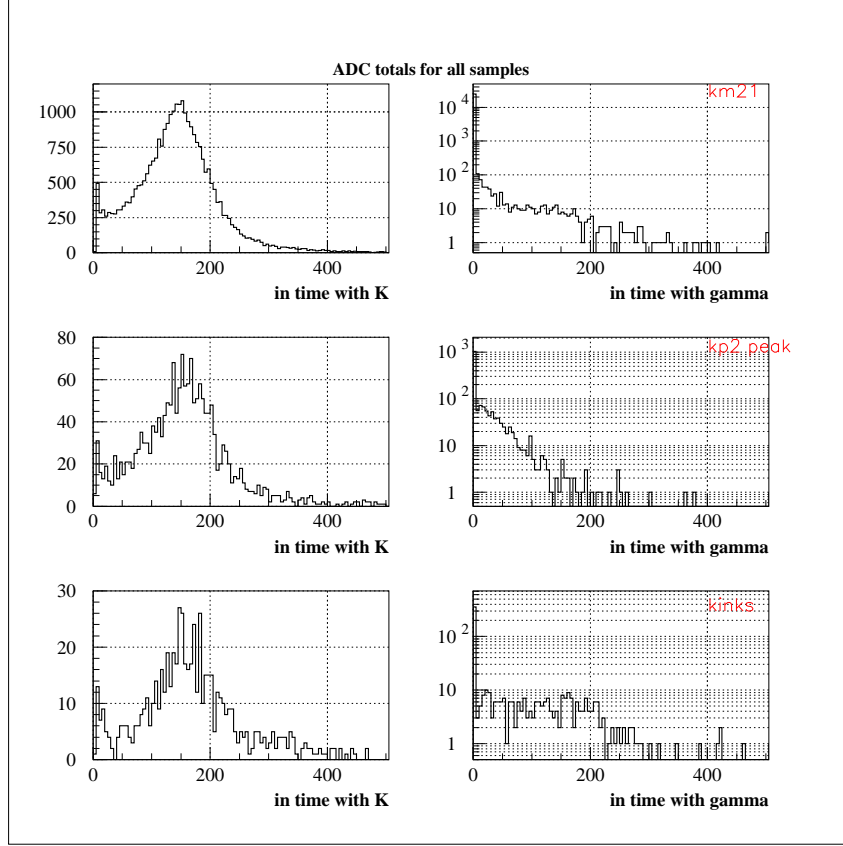 ADC totals for all samples
1000
750
500
250
0
0 200 400
in time with K
km21
10^4
10^3
10^2
10
1
0 200 400
in time with gamma
80
60
40
20
0
0 200 400
in time with K
kp2 peak
10^3
10^2
10
1
0 200 400
in time with gamma
30
20
10
0
0 200 400
in time with K
kinks
10^2
10
1
0 200 400
in time with gamma